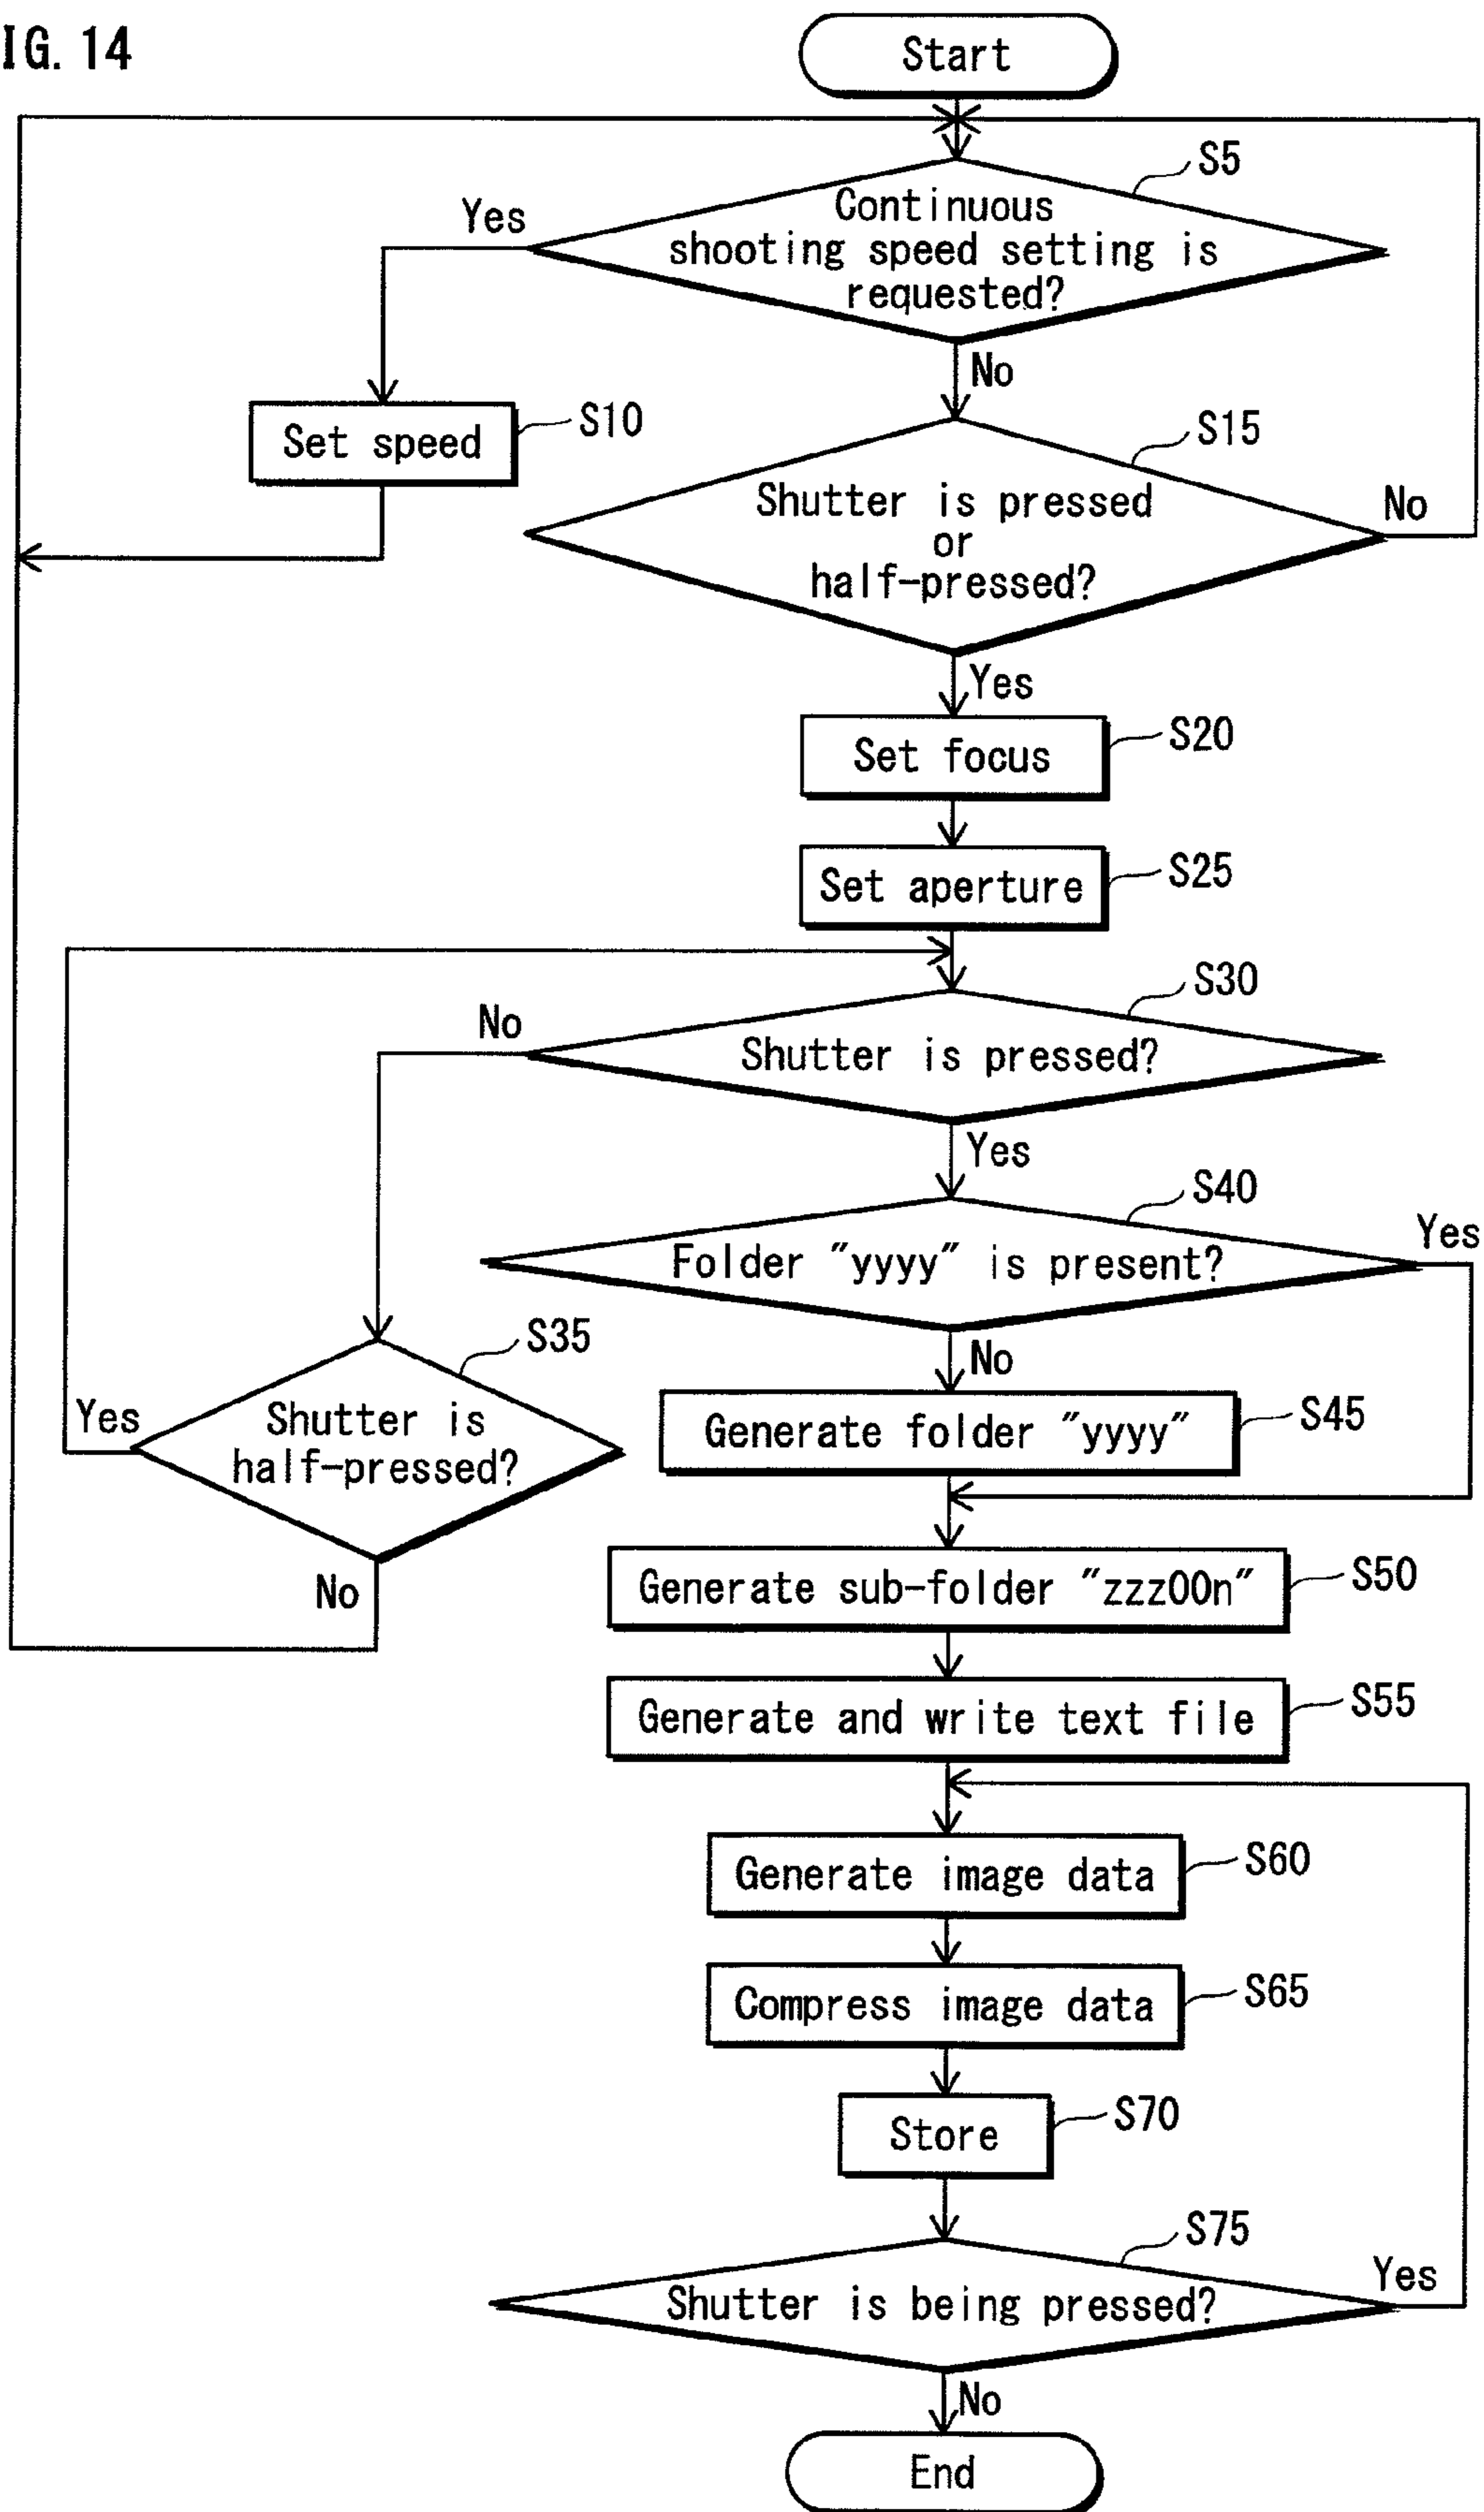 IG. 14
Start
S5
Yes
Continuous
shooting speed setting is
requested?
No
S10
Set speed
S15
Shutter is pressed
or
half-pressed?
No
Yes
S20
Set focus
S25
Set aperture
S30
No
Shutter is pressed?
Yes
S40
Yes
Folder "yyyy" is present?
No
S35
Yes
Shutter is
half-pressed?
No
S45
Generate folder "yyyy"
S50
Generate sub-folder "zzz00n"
S55
Generate and write text file
S60
Generate image data
S65
Compress image data
S70
Store
S75
Yes
Shutter is being pressed?
No
End